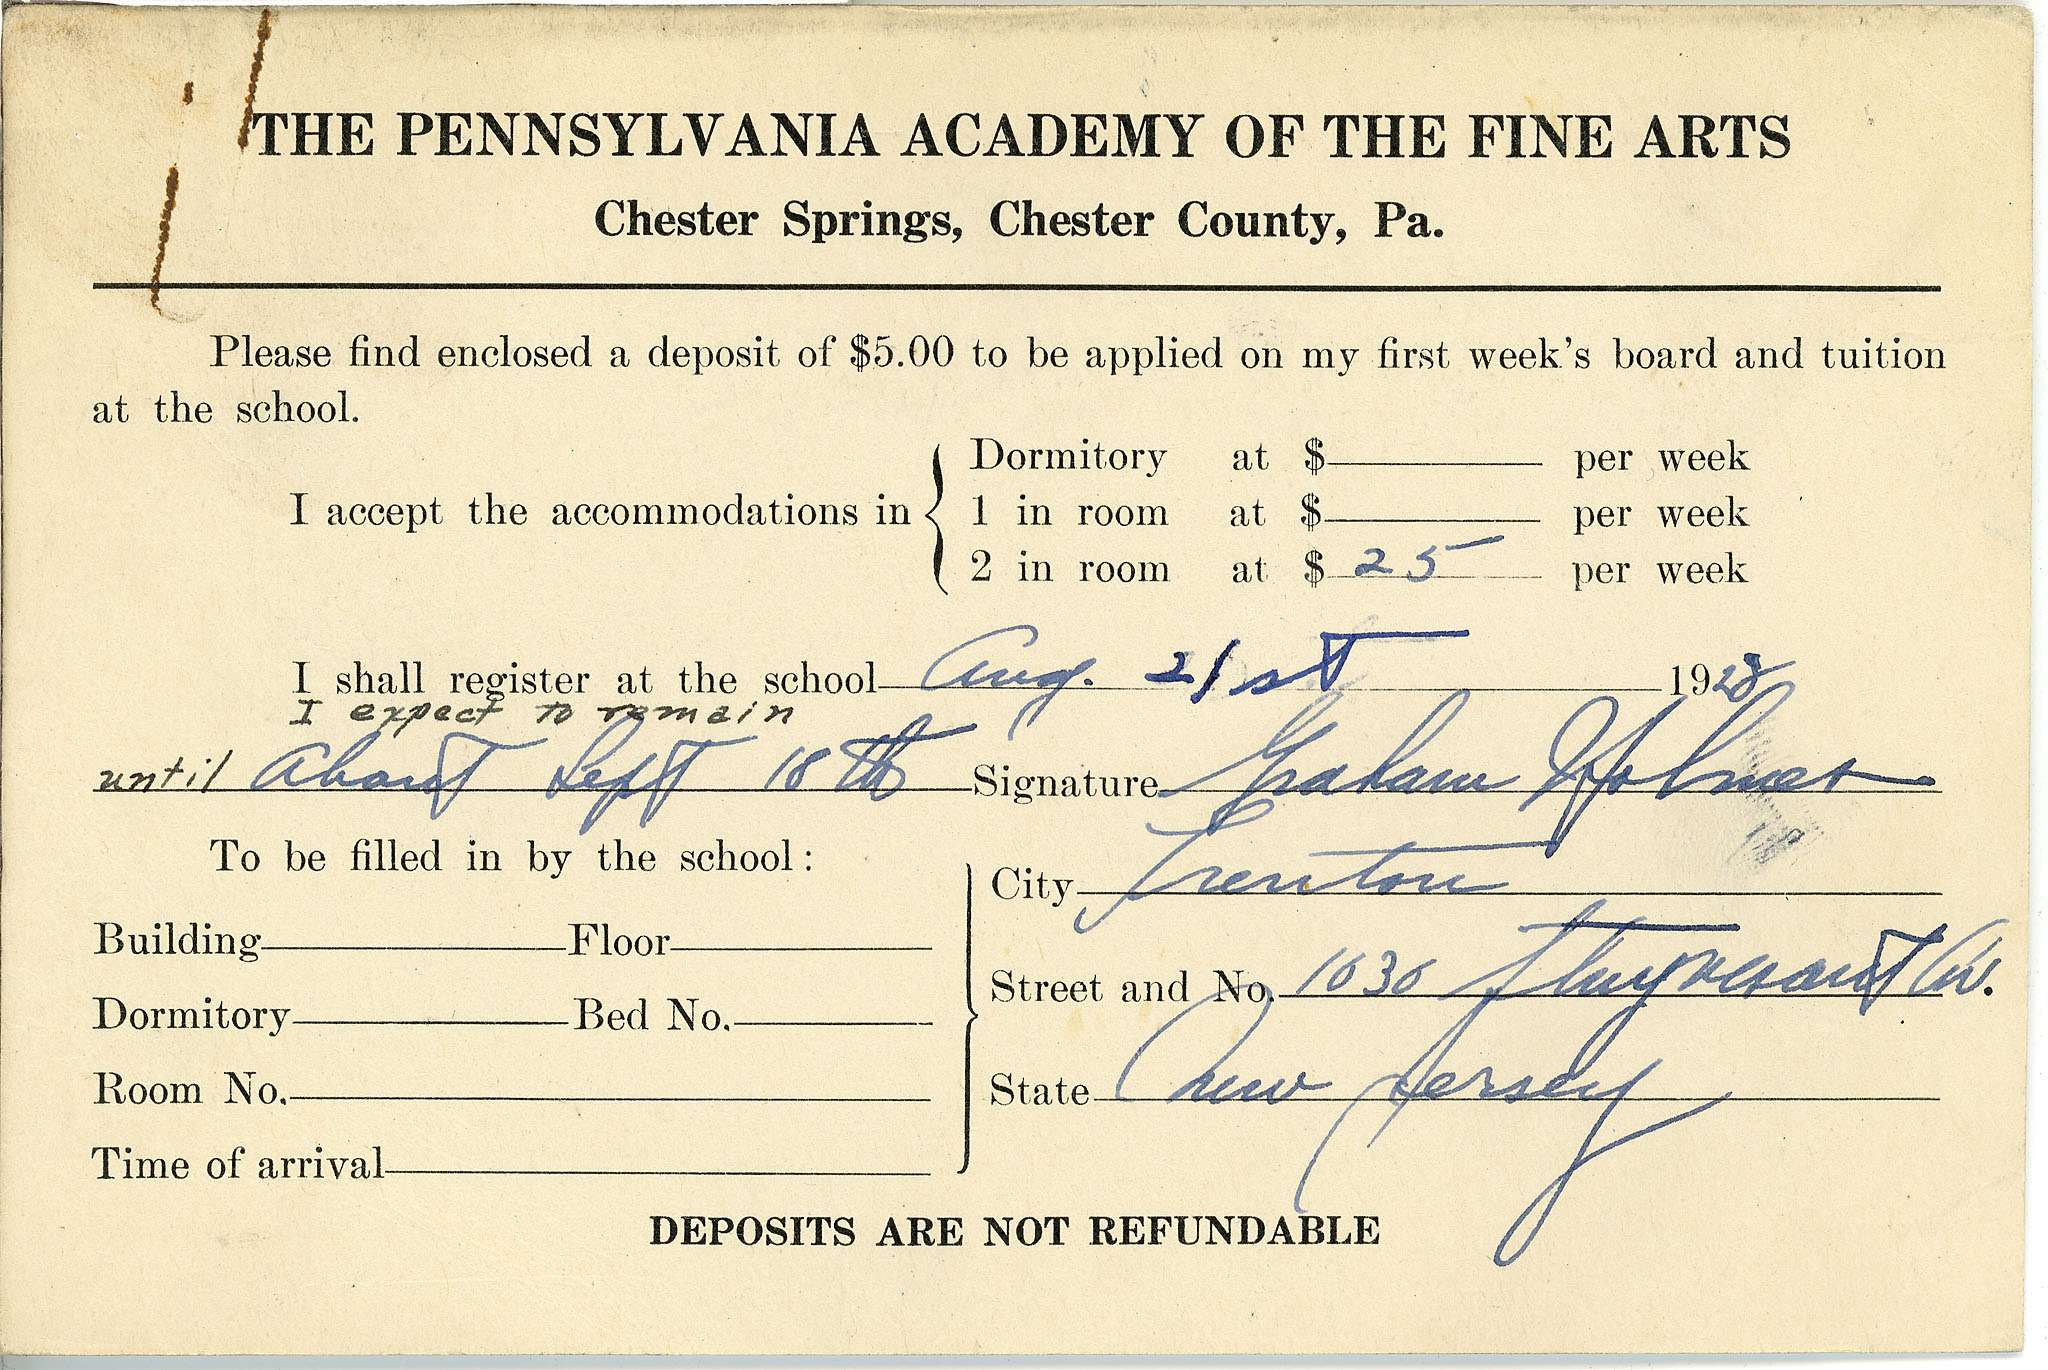 THE PENNSYLVANIA ACADEMY OF THE FINE ARTS
Chester Springs, Chester County, Pa.
Please find enclosed a deposit of $5.00 to be applied on my first week's board and tuition
at the school.
I accept the accommodations in
Dormitory at $ per week
1 in room at $ per week
2 in room at $ 25 per week
I shall register at the school Aug. 21st 1928
I expect to remain
until About Sept 18th
Signature Graham Holmes
City Trenton
Street and No. 1030 Stuyvesant Av.
State New Jersey
To be filled in by the school:
Building Floor
Dormitory Bed No.
Room No.
Time of arrival
DEPOSITS ARE NOT REFUNDABLE